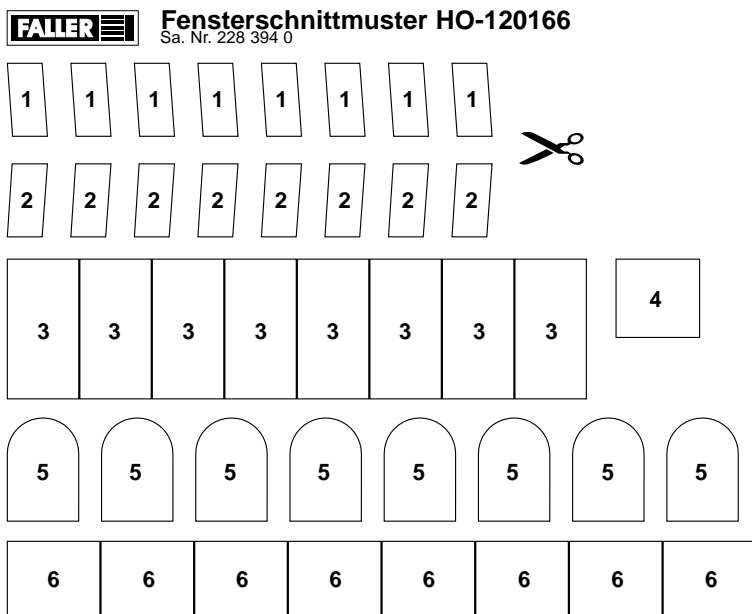 FALLER Fensterschnittmuster HO-120166
Sa. Nr. 228 394 0
1 1 1 1 1 1 1 1
2 2 2 2 2 2 2 2
3 3 3 3 3 3 3 3 4
5 5 5 5 5 5 5 5
6 6 6 6 6 6 6 6